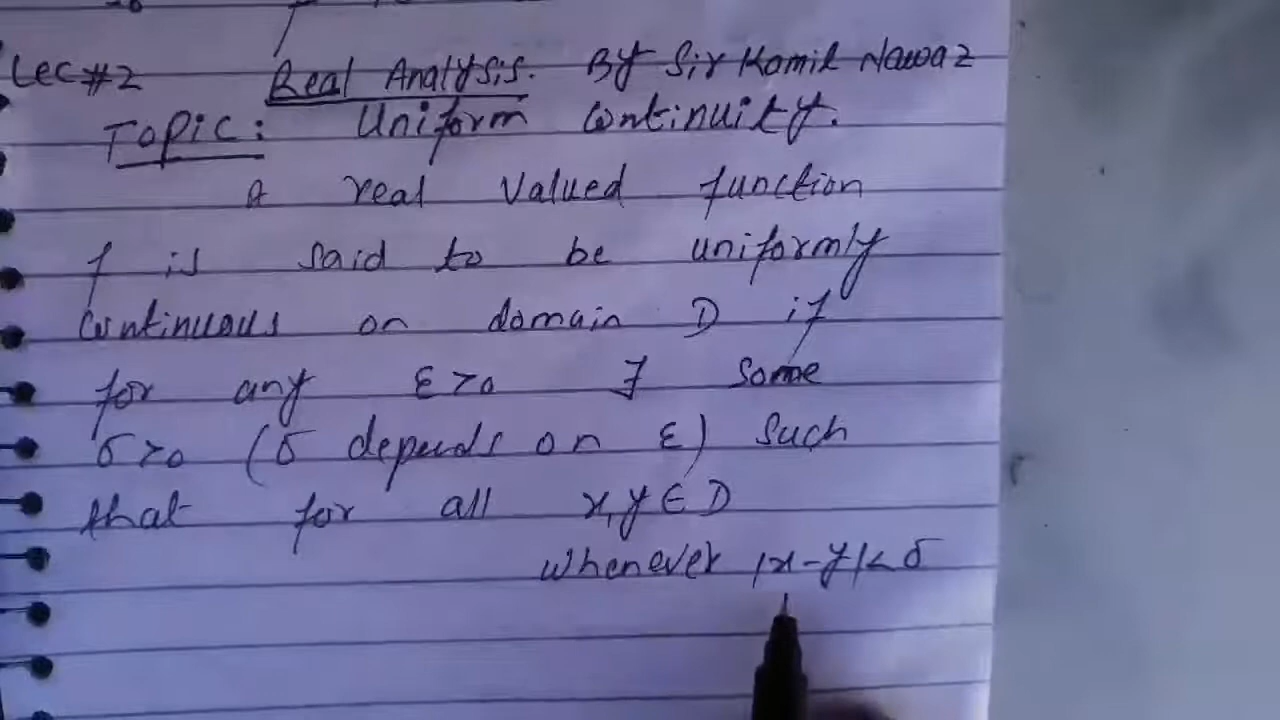 Lec #2 Real Analysis. By Sir Kamil Nawaz
Topic: Uniform Continuity.
A real valued function
f is said to be uniformly
continuous on domain D if
for any ε>0 ∃ some
δ>0 (δ depends on ε) such
that for all x,y∈D
whenever |x-y|<δ